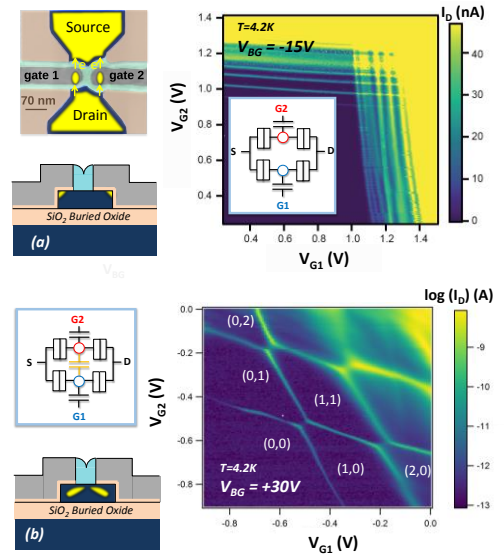 (a)
Source
gate 1
gate 2
e-
e-
70 nm
Drain
SiO2 Buried Oxide
I_D (nA)
T=4.2K
V_BG = -15V
1.4
1.2
1.0
0.8
0.6
0.4
V_G2 (V)
0.4 0.6 0.8 1.0 1.2 1.4
V_G1 (V)
40
30
20
10
0
G2
S
D
G1
V_BG
(b)
G2
S
D
G1
SiO2 Buried Oxide
log (I_D) (A)
(0,2)
(0,1)
(1,1)
(0,0)
(1,0)
(2,0)
T=4.2K
V_BG = +30V
0.0
-0.2
-0.4
-0.6
-0.8
V_G2 (V)
-0.8 -0.6 -0.4 -0.2 0.0
V_G1 (V)
-8
-9
-10
-11
-12
-13